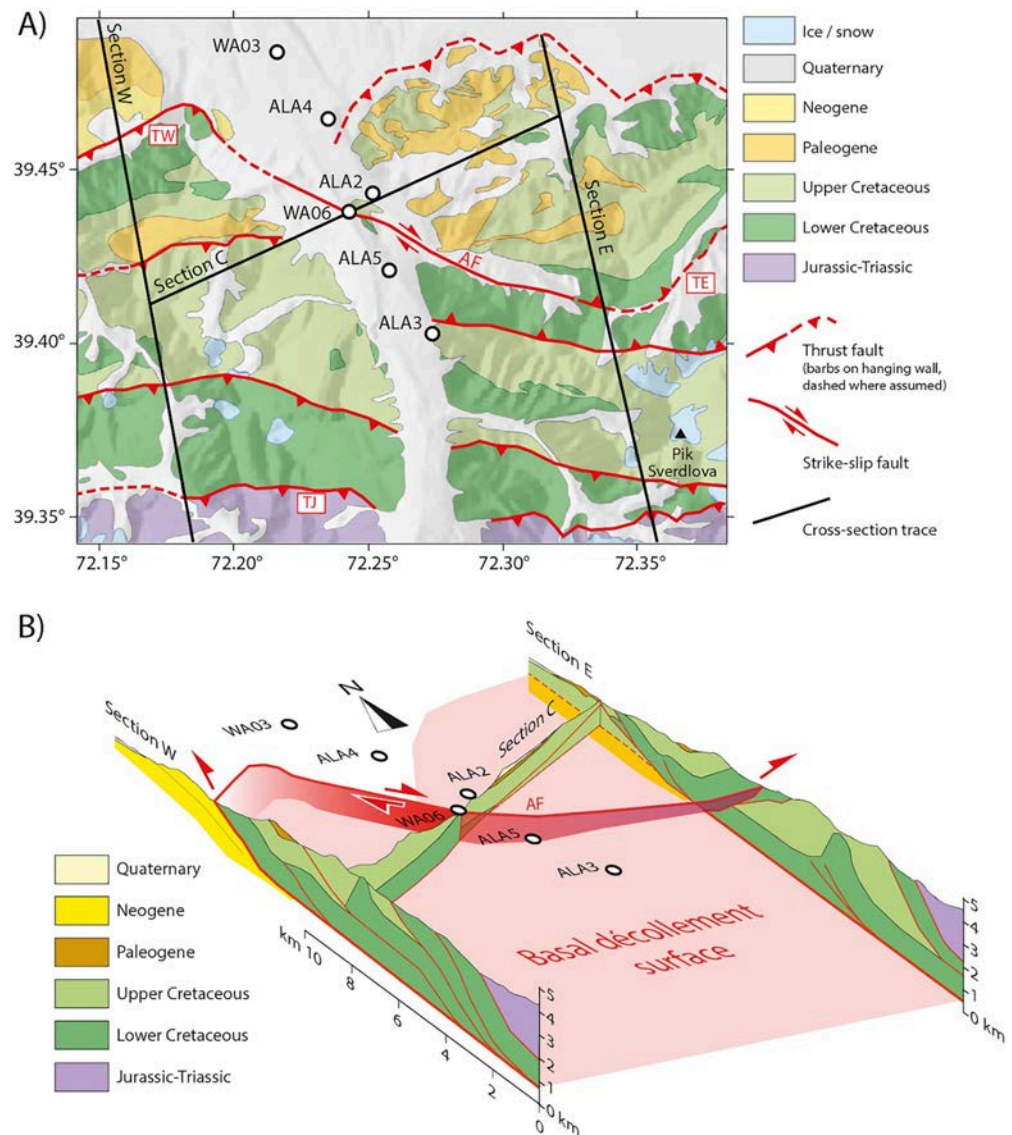 A)
Section W
WA03
ALA4
TW
ALA2
WA06
Section C
ALA5
AF
Section E
TE
ALA3
Pik
Sverdlova
TJ
39.45°
39.40°
39.35°
72.15°
72.20°
72.25°
72.30°
72.35°
Ice / snow
Quaternary
Neogene
Paleogene
Upper Cretaceous
Lower Cretaceous
Jurassic-Triassic
Thrust fault
(barbs on hanging wall,
dashed where assumed)
Strike-slip fault
Cross-section trace
B)
Section E
N
Section C
WA03
Section W
ALA4
ALA2
WA06
AF
ALA5
ALA3
Basal décollement
surface
Quaternary
Neogene
Paleogene
Upper Cretaceous
Lower Cretaceous
Jurassic-Triassic
km 10
8
6
4
2
0
5
4
3
2
1
0 km
5
4
3
2
1
0 km